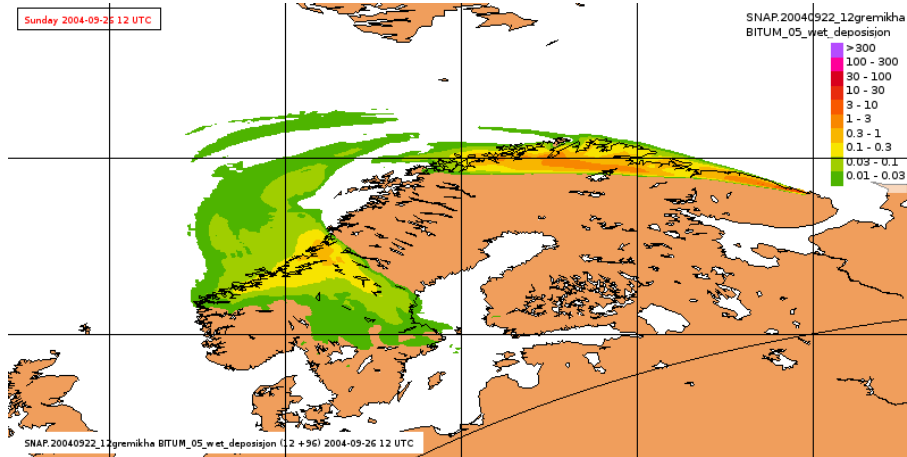 Sunday 2004-09-26 12 UTC
SNAP.20040922_12gremikha
BITUM_05_wet_deposisjon
>300
100 - 300
30 - 100
10 - 30
3 - 10
1 - 3
0.3 - 1
0.1 - 0.3
0.03 - 0.1
0.01 - 0.03
SNAP.20040922_12gremikha BITUM_05_wet_deposisjon (12 +96) 2004-09-26 12 UTC